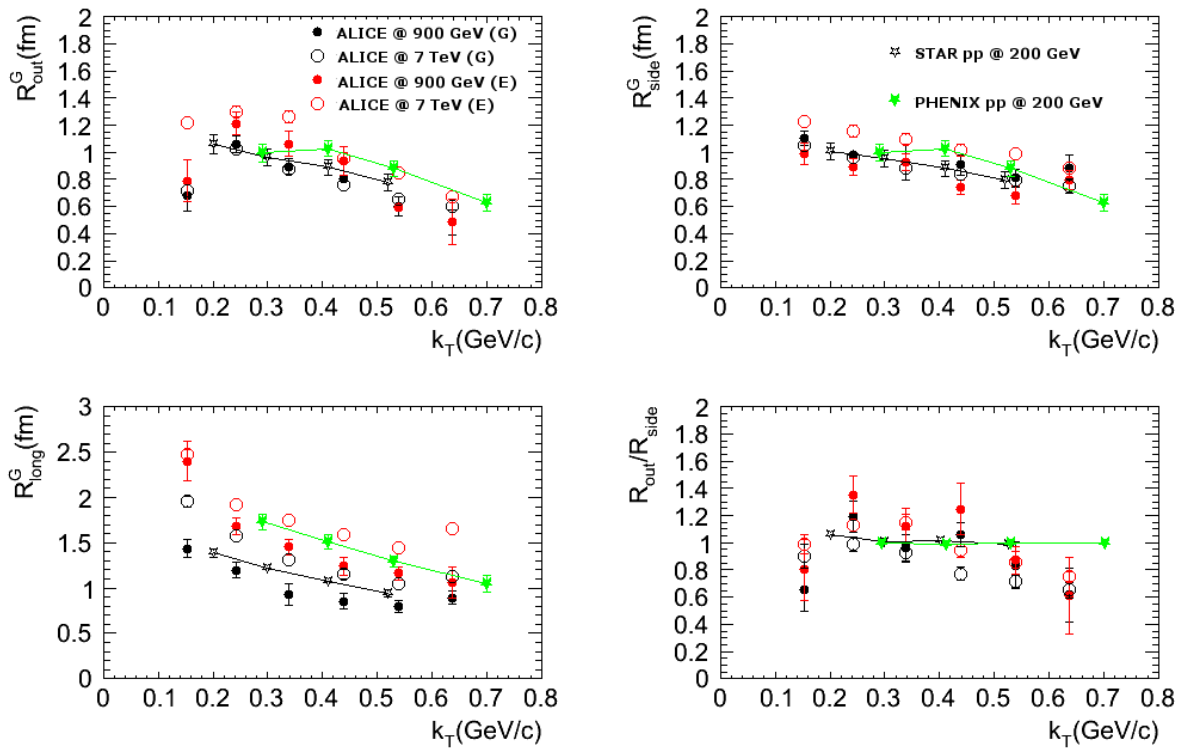 R^G_out(fm)
2
1.8
1.6
1.4
1.2
1
0.8
0.6
0.4
0.2
0
ALICE @ 900 GeV (G)
ALICE @ 7 TeV (G)
ALICE @ 900 GeV (E)
ALICE @ 7 TeV (E)
0 0.1 0.2 0.3 0.4 0.5 0.6 0.7 0.8
k_T(GeV/c)
R^G_side(fm)
2
1.8
1.6
1.4
1.2
1
0.8
0.6
0.4
0.2
0
STAR pp @ 200 GeV
PHENIX pp @ 200 GeV
0 0.1 0.2 0.3 0.4 0.5 0.6 0.7 0.8
k_T(GeV/c)
R^G_long(fm)
3
2.5
2
1.5
1
0.5
0
0 0.1 0.2 0.3 0.4 0.5 0.6 0.7 0.8
k_T(GeV/c)
R_out/R_side
2
1.8
1.6
1.4
1.2
1
0.8
0.6
0.4
0.2
0
0 0.1 0.2 0.3 0.4 0.5 0.6 0.7 0.8
k_T(GeV/c)